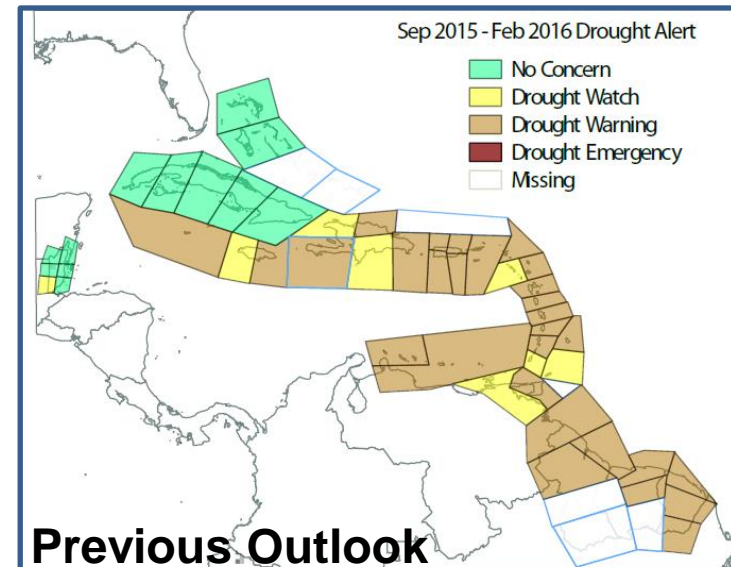 Sep 2015 - Feb 2016 Drought Alert
No Concern
Drought Watch
Drought Warning
Drought Emergency
Missing
Previous Outlook